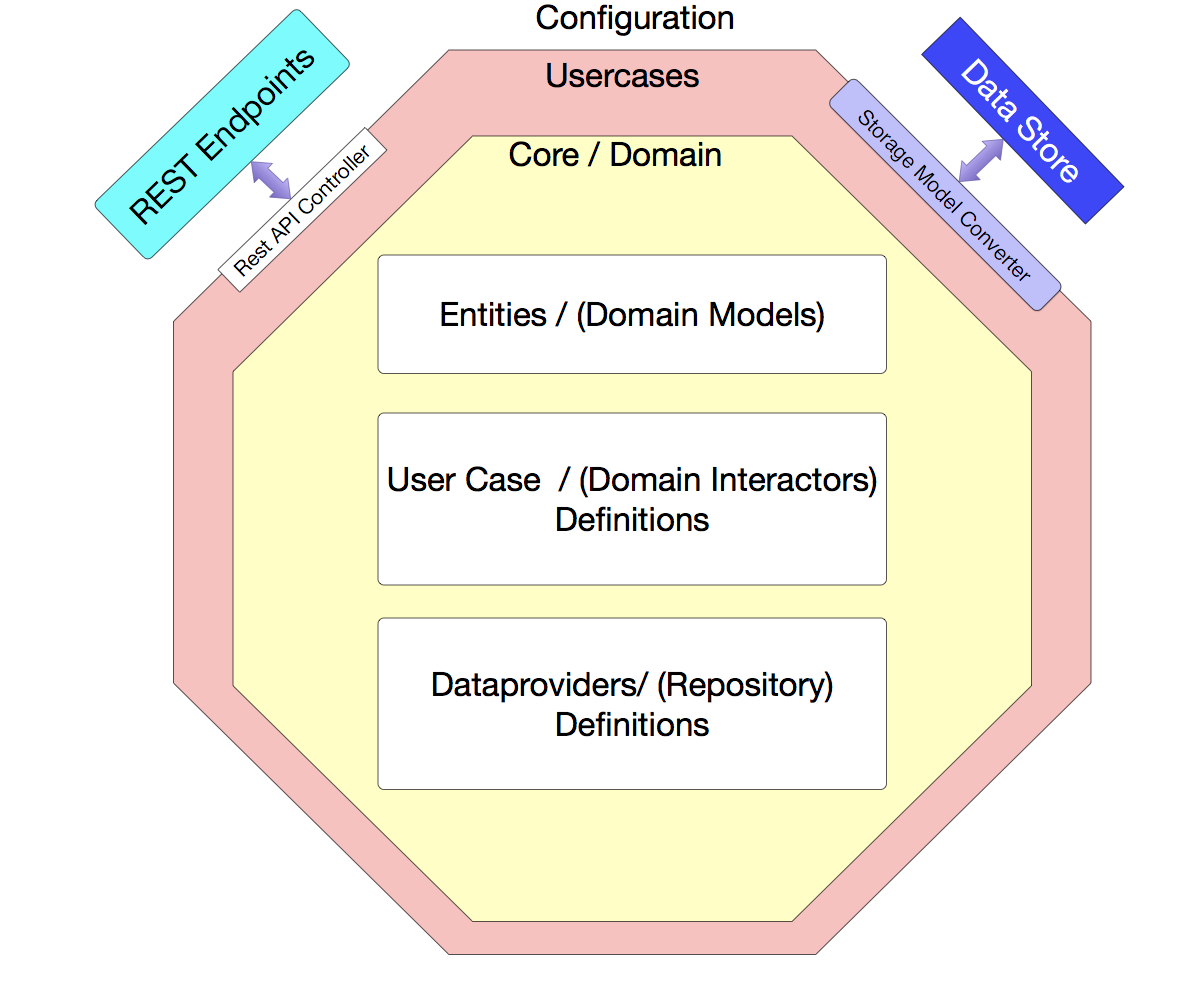 Configuration
Usercases
REST Endpoints
Rest API Controller
Data Store
Storage Model Converter
Core / Domain
Entities / (Domain Models)
User Case  / (Domain Interactors)
Definitions
Dataproviders/ (Repository)
Definitions